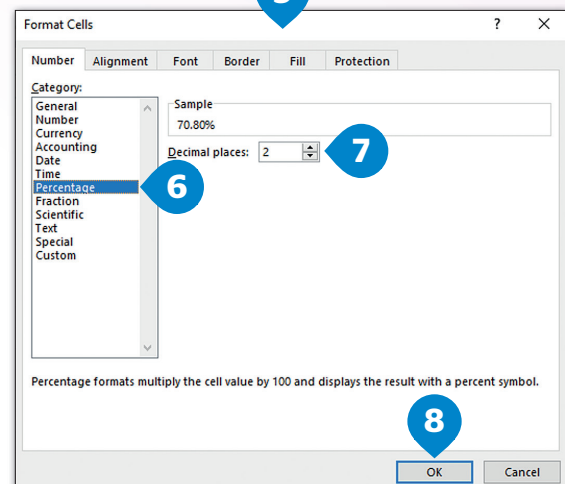 Format Cells ? ×
Number Alignment Font Border Fill Protection
Category:
General
Number
Currency
Accounting
Date
Time
Percentage
Fraction
Scientific
Text
Special
Custom
Sample
70.80%
Decimal places: 2
7
6
Percentage formats multiply the cell value by 100 and displays the result with a percent symbol.
8
OK Cancel